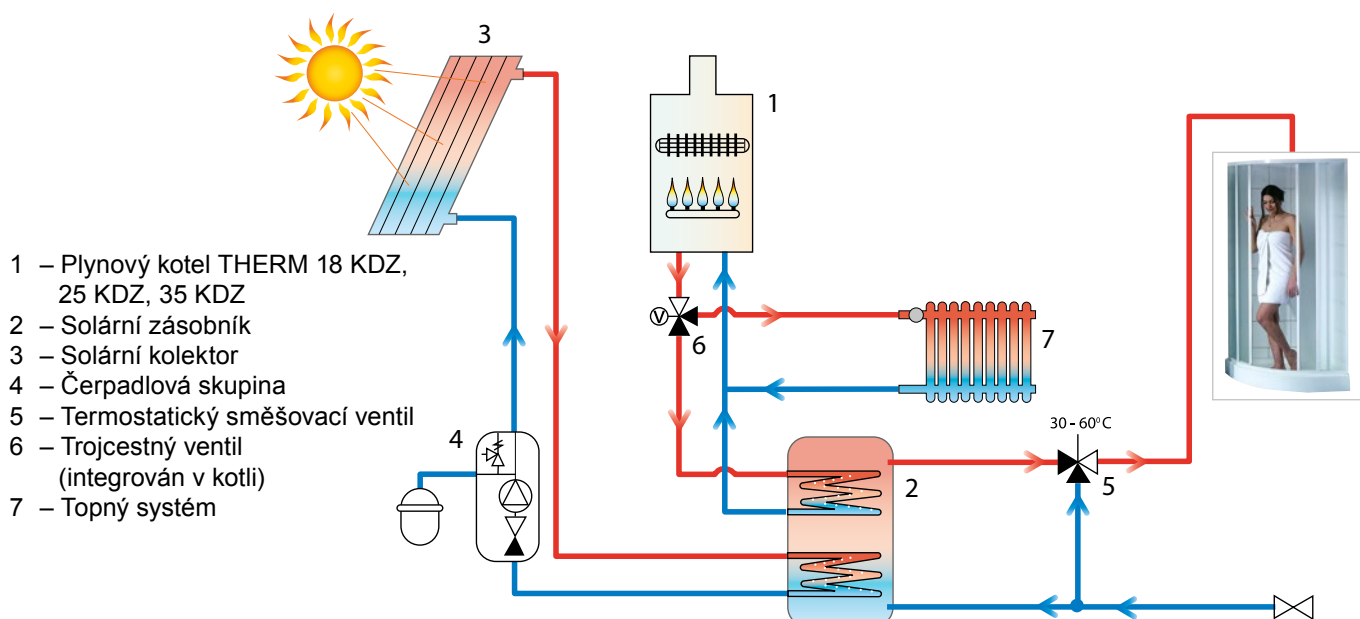 3
1
1 – Plynový kotel THERM 18 KDZ,
25 KDZ, 35 KDZ
2 – Solární zásobník
3 – Solární kolektor
4 – Čerpadlová skupina
5 – Termostatický směšovací ventil
6 – Trojcestný ventil
(integrován v kotli)
7 – Topný systém
V
6
7
4
30 - 60°C
2
5